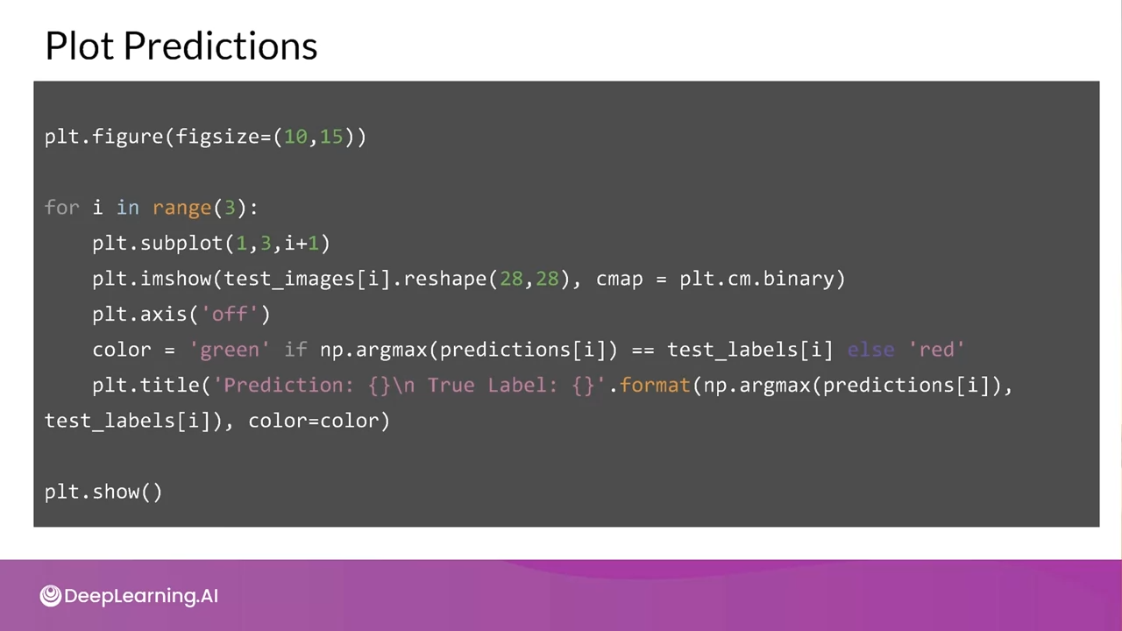 Plot Predictions
plt.figure(figsize=(10,15))
for i in range(3):
    plt.subplot(1,3,i+1)
    plt.imshow(test_images[i].reshape(28,28), cmap = plt.cm.binary)
    plt.axis('off')
    color = 'green' if np.argmax(predictions[i]) == test_labels[i] else 'red'
    plt.title('Prediction: {}\n True Label: {}'.format(np.argmax(predictions[i]),
test_labels[i]), color=color)
plt.show()
DeepLearning.AI